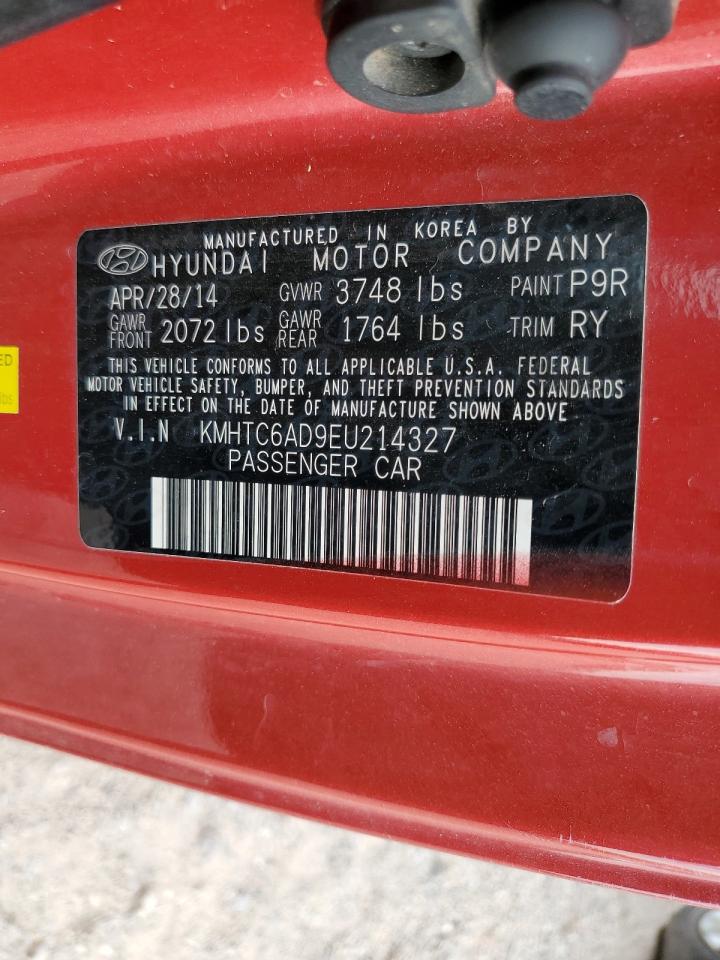 MANUFACTURED IN KOREA BY
HYUNDAI MOTOR COMPANY
APR/28/14 GVWR 3748 lbs PAINT P9R
GAWR FRONT 2072 lbs GAWR REAR 1764 lbs TRIM RY
THIS VEHICLE CONFORMS TO ALL APPLICABLE U.S.A. FEDERAL
MOTOR VEHICLE SAFETY, BUMPER, AND THEFT PREVENTION STANDARDS
IN EFFECT ON THE DATE OF MANUFACTURE SHOWN ABOVE
V.I.N KMHTC6AD9EU214327
PASSENGER CAR
ED
lbs